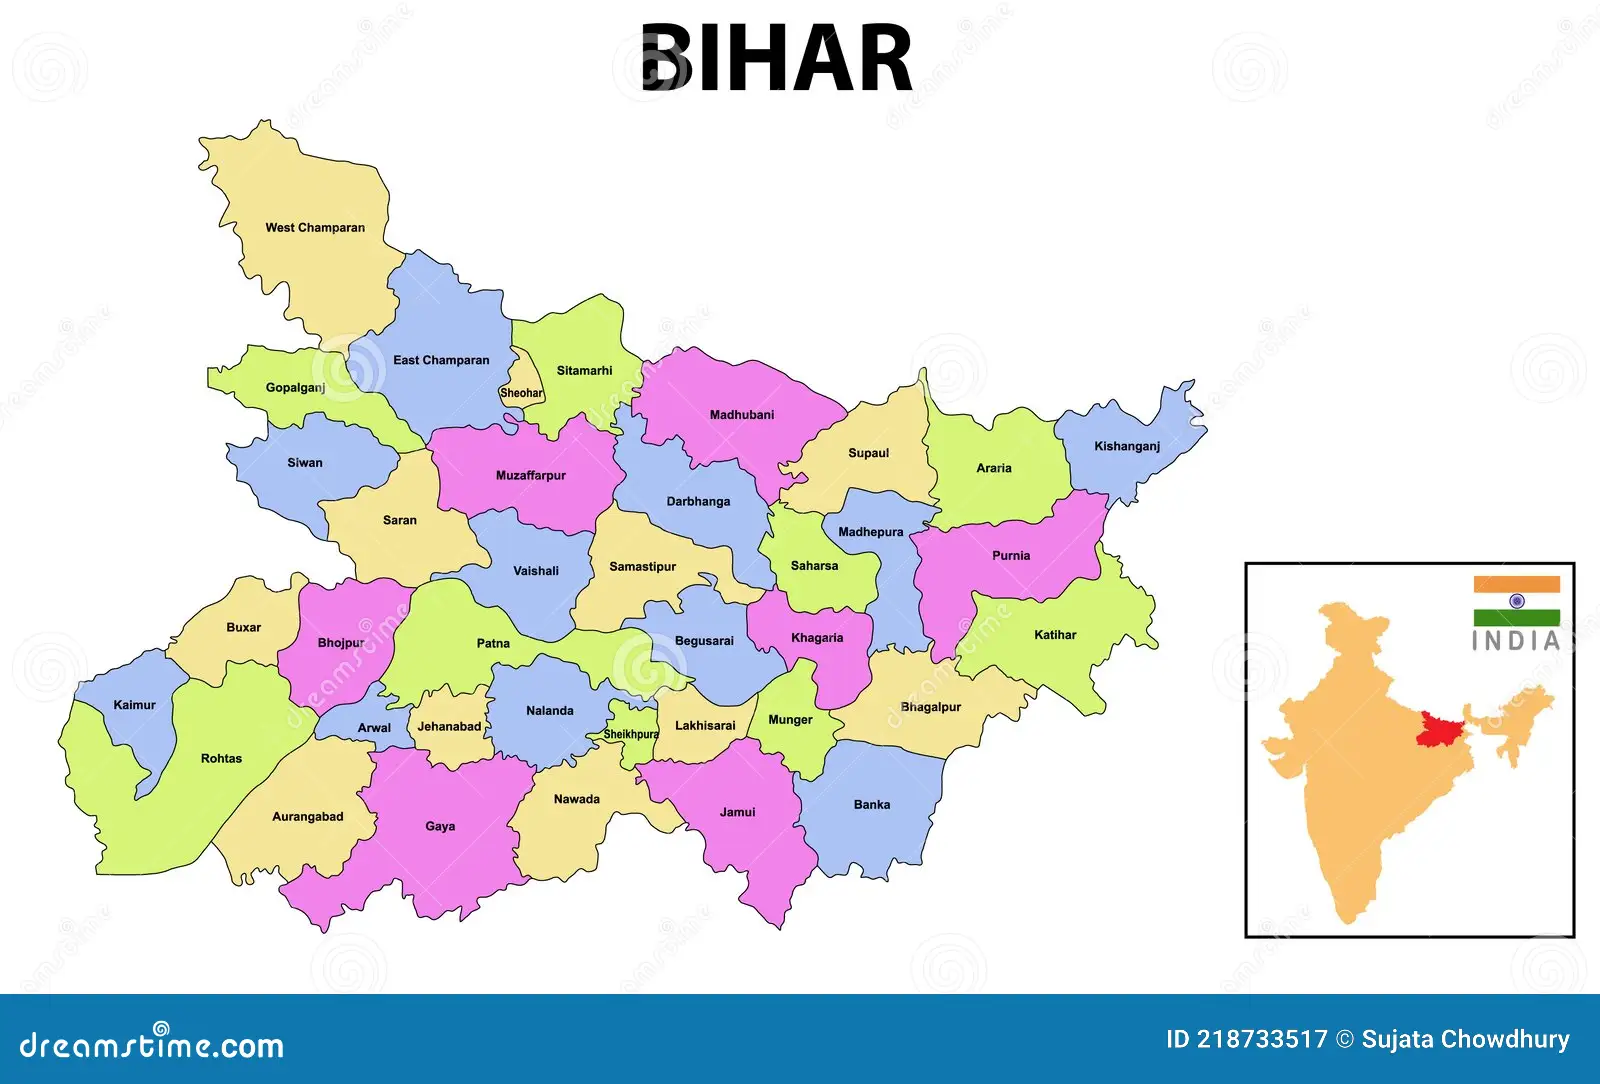 BIHAR
West Champaran
East Champaran
Sitamarhi
Gopalganj
Sheohar
Madhubani
Kishanganj
Supaul
Araria
Siwan
Muzaffarpur
Darbhanga
Saran
Madhepura
Purnia
Vaishali
Samastipur
Saharsa
Buxar
Bhojpur
Patna
Begusarai
Khagaria
Katihar
Kaimur
Arwal
Jehanabad
Nalanda
Sheikhpura
Lakhisarai
Munger
Bhagalpur
Rohtas
Aurangabad
Gaya
Nawada
Jamui
Banka
INDIA
dreamstime.com
ID 218733517 © Sujata Chowdhury